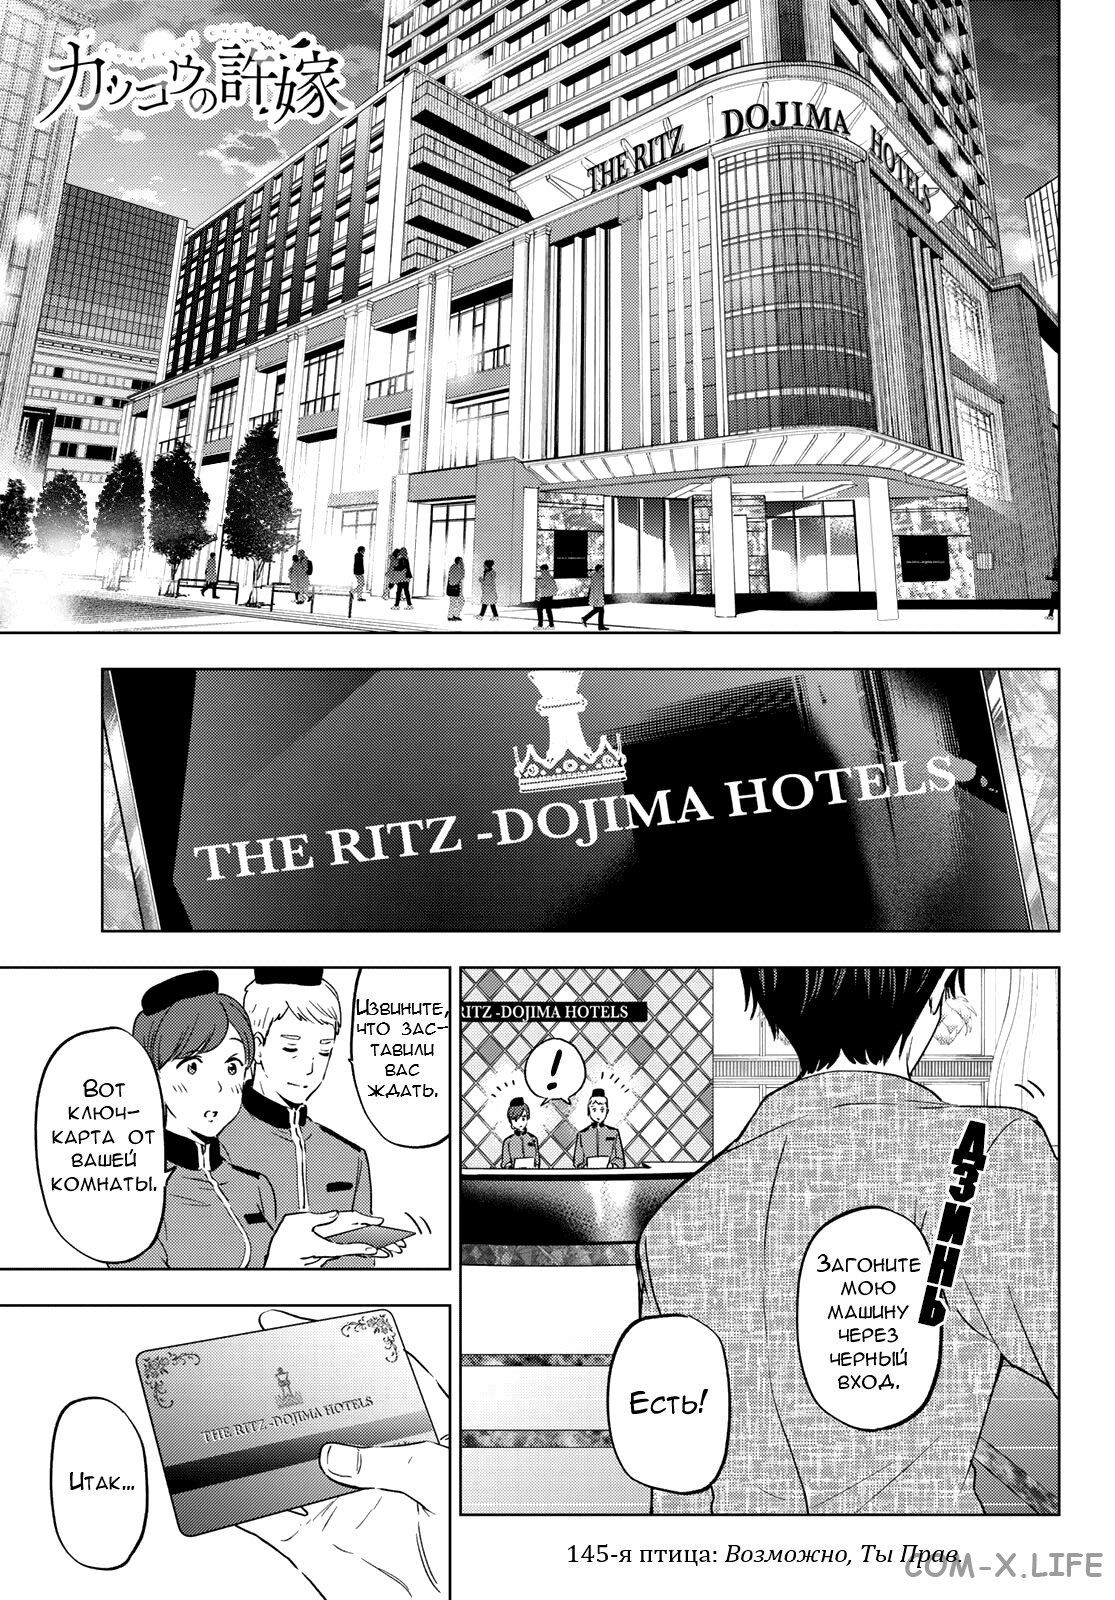 カッコウの許嫁
THE RITZ DOJIMA HOTELS
THE RITZ -DOJIMA HOTELS
RITZ -DOJIMA HOTELS
!
ДЗИНЬ
ЗАГОНИТЕ
МОЮ
МАШИНУ
ЧЕРЕЗ
ЧЕРНЫЙ
ВХОД.
ЕСТЬ!
ИЗВИНИТЕ,
ЧТО ЗАС-
ТАВИЛИ
ВАС
ЖДАТЬ.
ВОТ
КЛЮЧ-
КАРТА ОТ
ВАШЕЙ
КОМНАТЫ.
THE RITZ -DOJIMA HOTELS
ИТАК...
145-я птица: Возможно, Ты Прав.
COM-X.LIFE